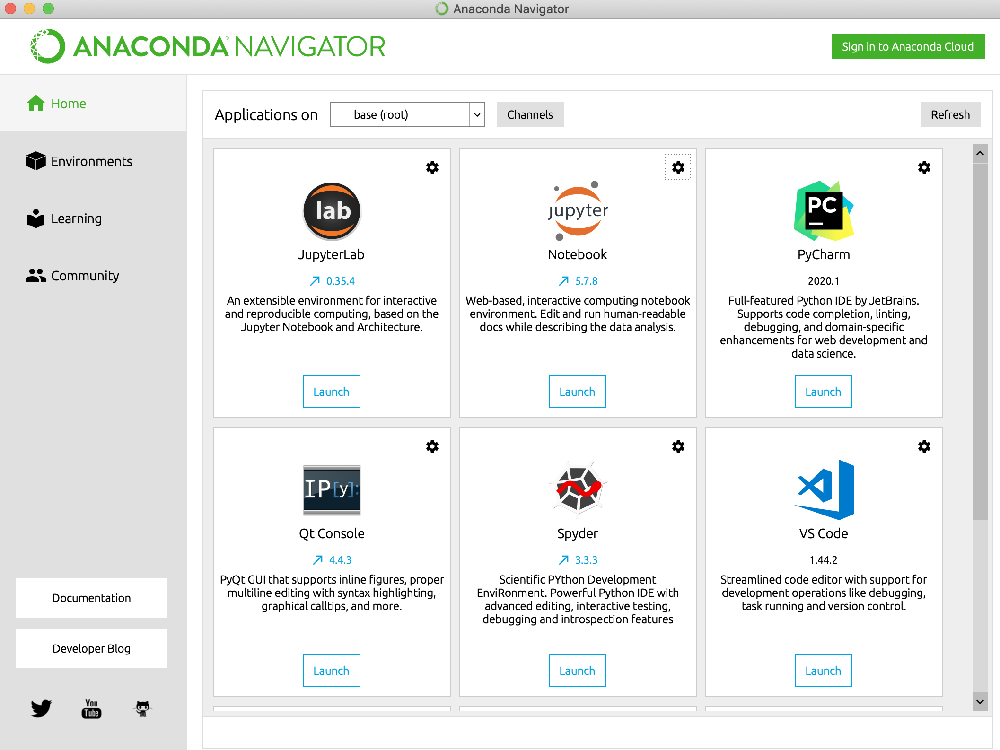 Anaconda Navigator
ANACONDA® NAVIGATOR
Sign in to Anaconda Cloud
Home
Environments
Learning
Community
Documentation
Developer Blog
You
Tube
Applications on
base (root)
Channels
Refresh
lab
JupyterLab
0.35.4
An extensible environment for interactive
and reproducible computing, based on the
Jupyter Notebook and Architecture.
Launch
jupyter
Notebook
5.7.8
Web-based, interactive computing notebook
environment. Edit and run human-readable
docs while describing the data analysis.
Launch
PC
PyCharm
2020.1
Full-featured Python IDE by JetBrains.
Supports code completion, linting,
debugging, and domain-specific
enhancements for web development and
data science.
Launch
IP[y]:
Qt Console
4.4.3
PyQt GUI that supports inline figures, proper
multiline editing with syntax highlighting,
graphical calltips, and more.
Launch
Spyder
3.3.3
Scientific PYthon Development
EnviRonment. Powerful Python IDE with
advanced editing, interactive testing,
debugging and introspection features
Launch
VS Code
1.44.2
Streamlined code editor with support for
development operations like debugging,
task running and version control.
Launch